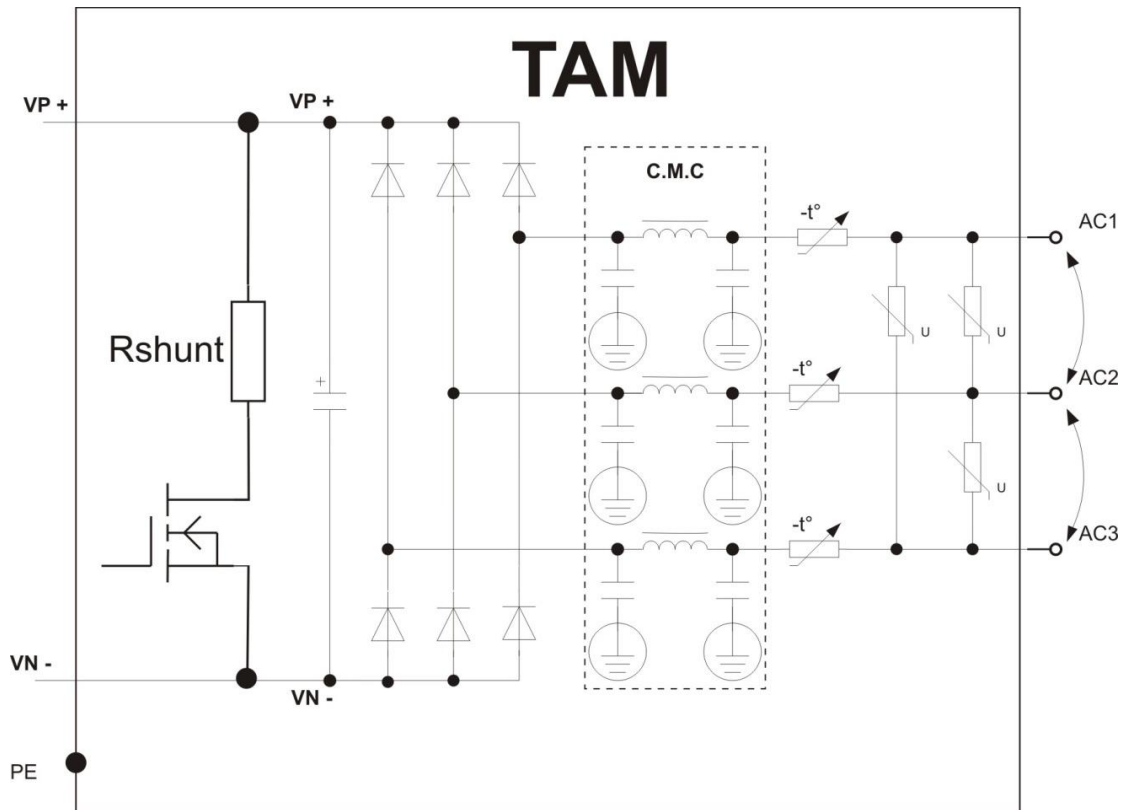 TAM
VP +
VP +
C.M.C
-t°
AC1
Rshunt
U
U
+
-t°
AC2
U
-t°
AC3
VN -
VN -
PE